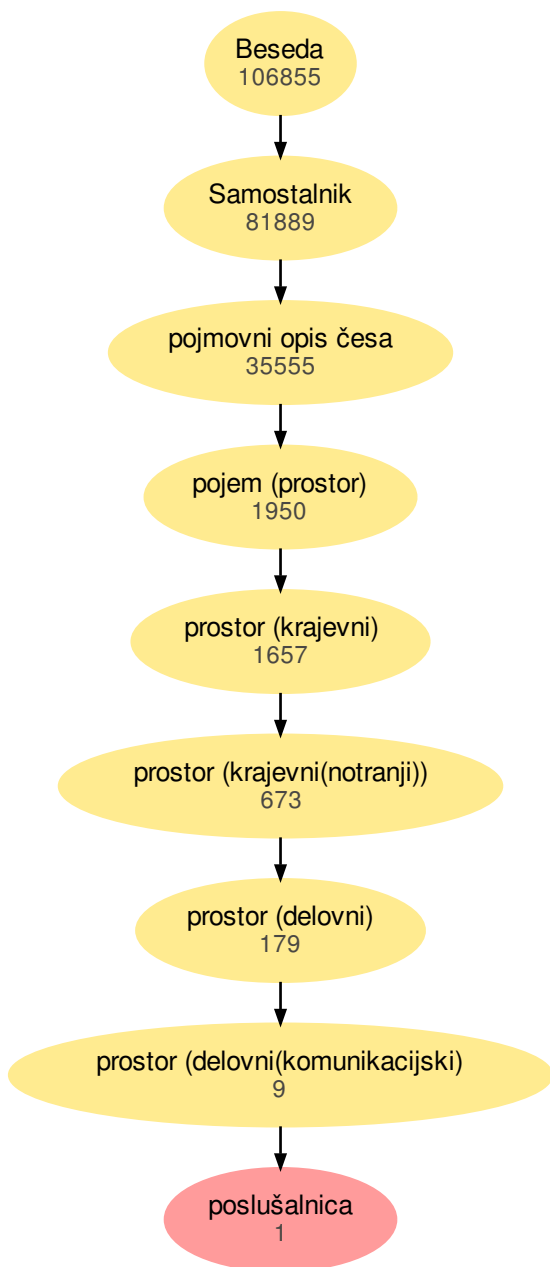 Beseda
106855
Samostalnik
81889
pojmovni opis česa
35555
pojem (prostor)
1950
prostor (krajevni)
1657
prostor (krajevni(notranji))
673
prostor (delovni)
179
prostor (delovni(komunikacijski)
9
poslušalnica
1